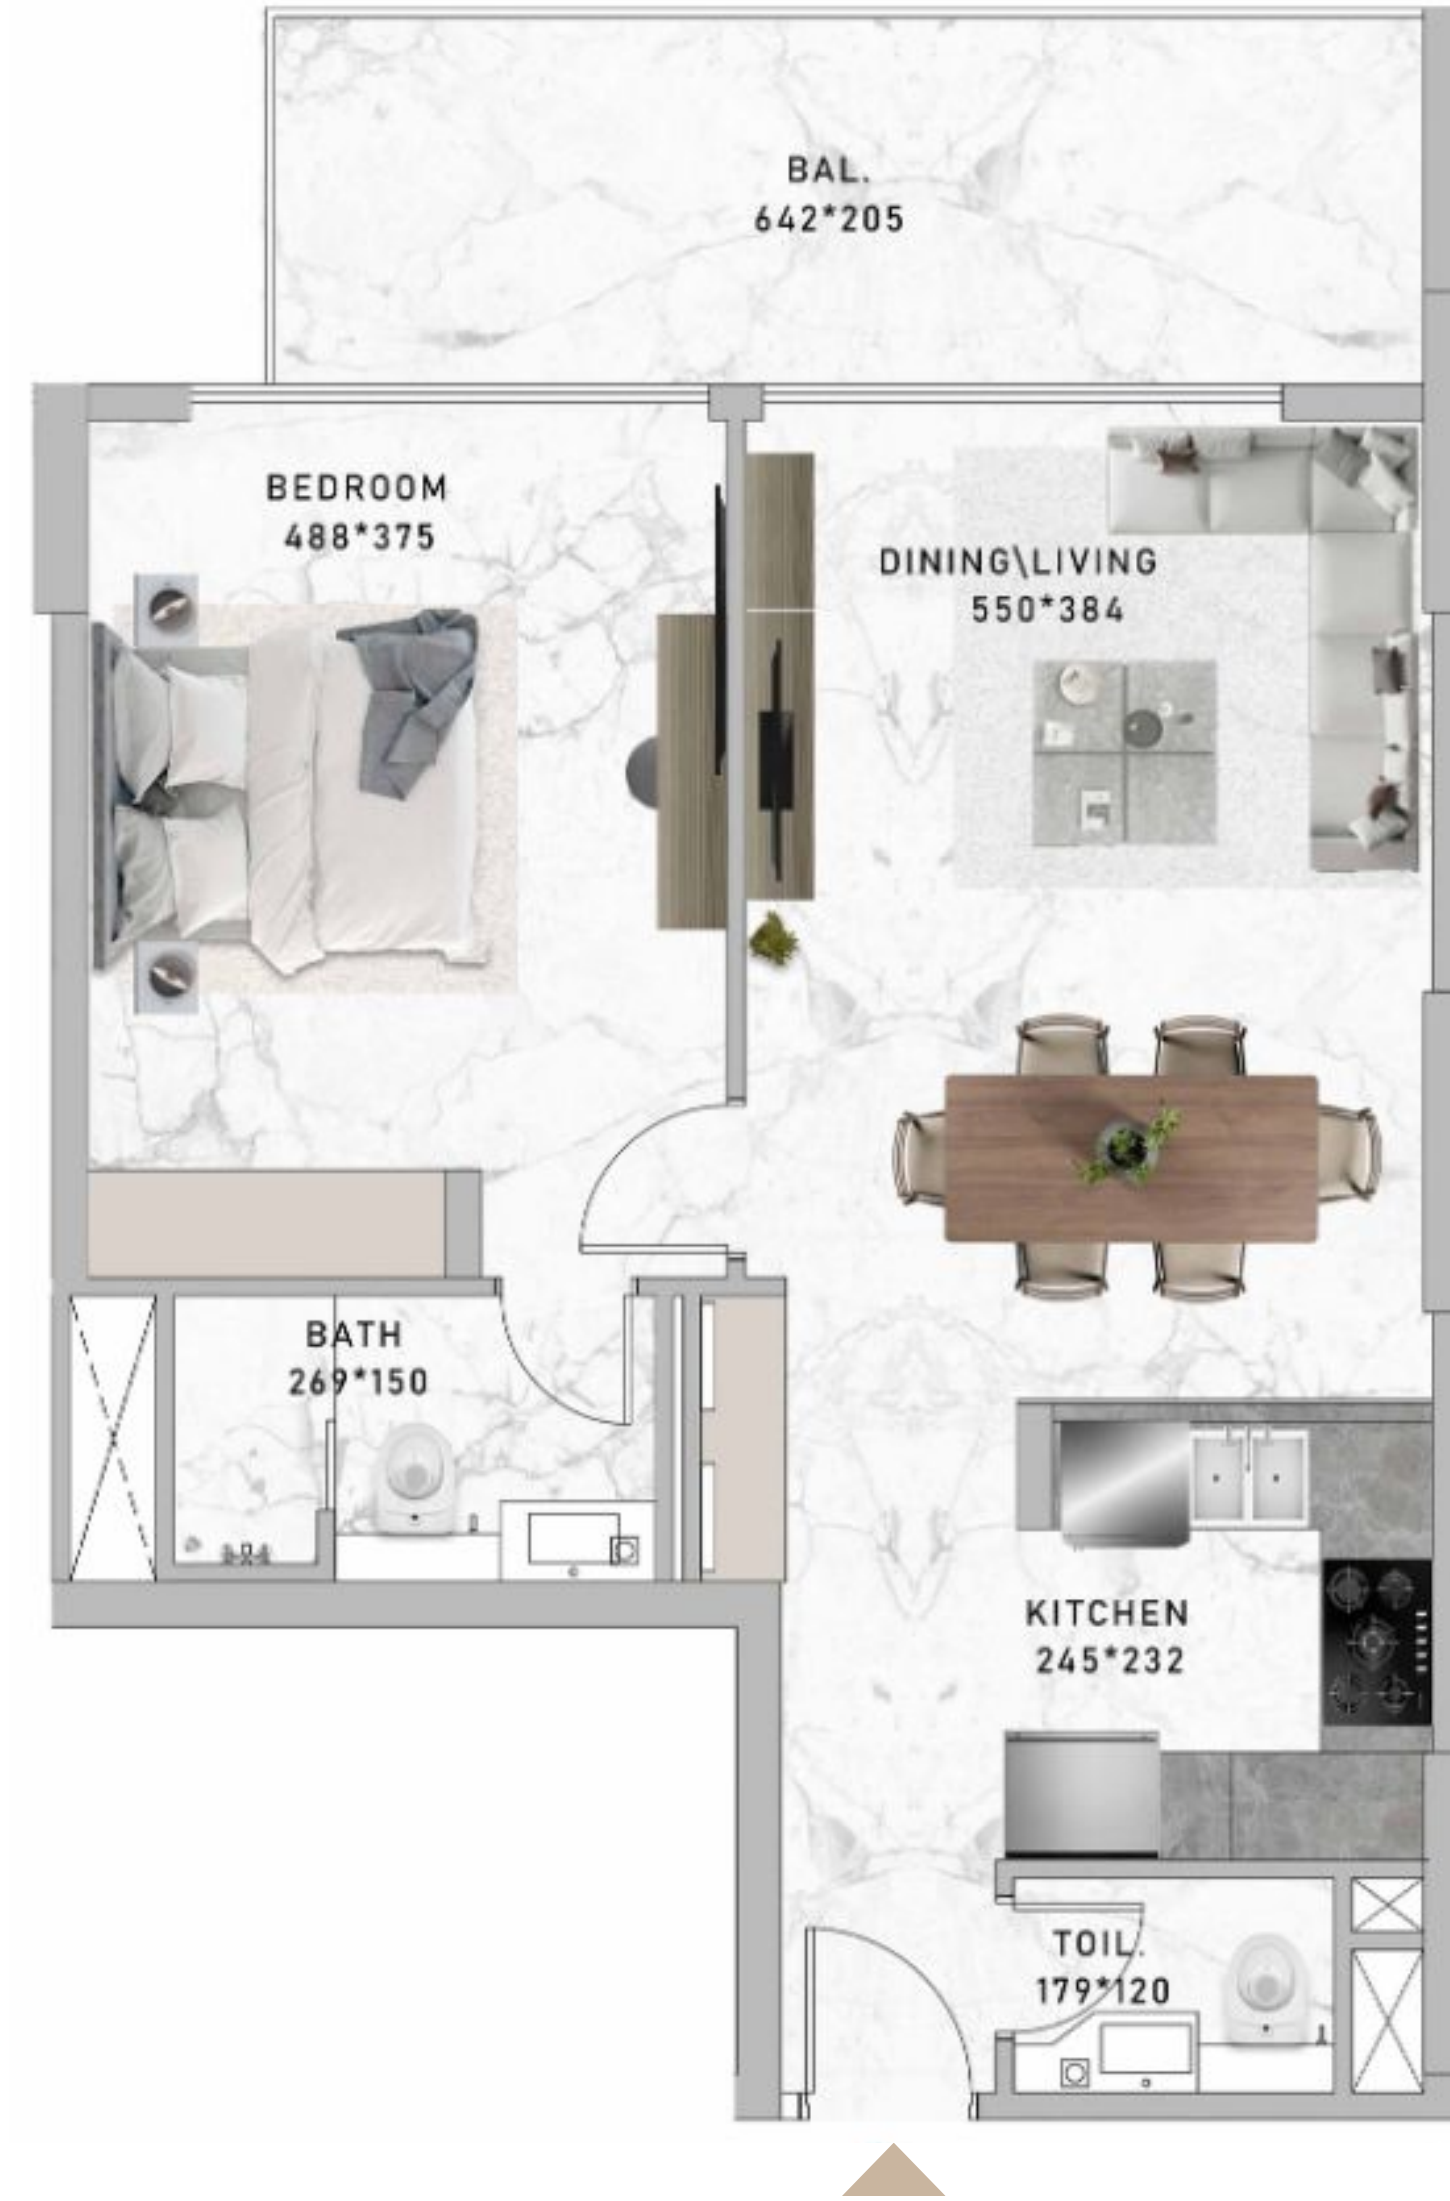 BAL.
642*205
BEDROOM
488*375
DINING\LIVING
550*384
BATH
269*150
KITCHEN
245*232
TOIL.
179*120